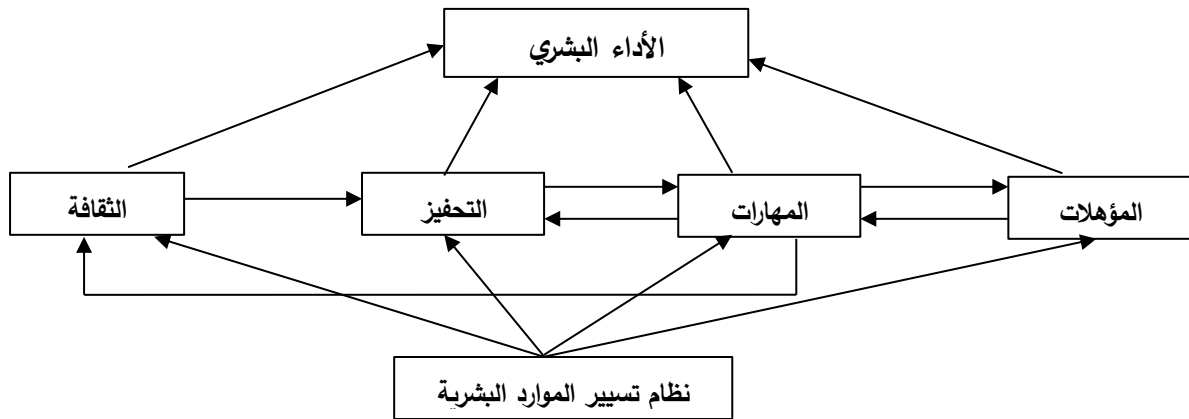 الأداء البشري
المؤهلات
المهارات
التحفيز
الثقافة
نظام تسيير الموارد البشرية